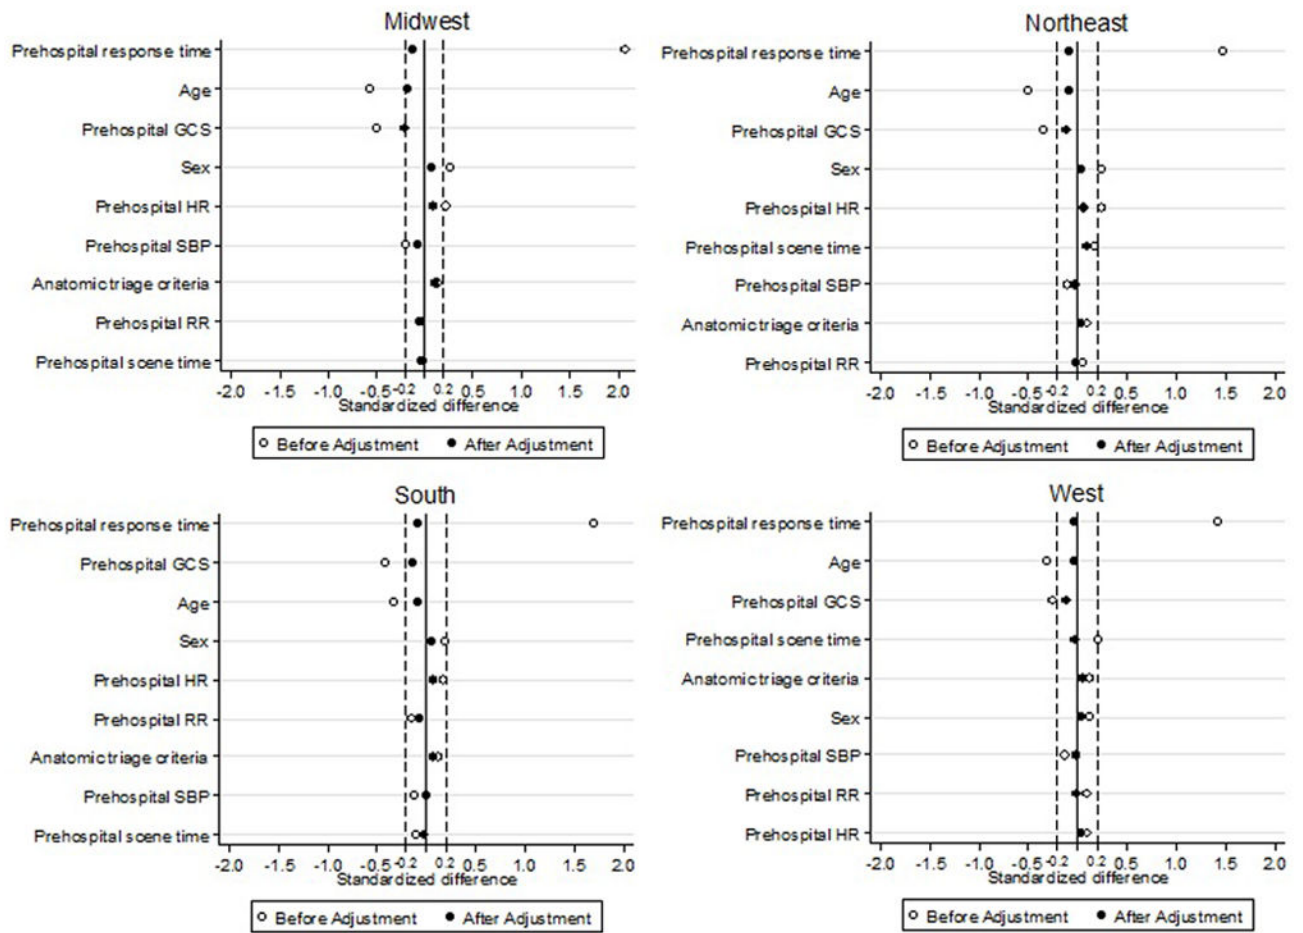 Midwest
Prehospital response time
Age
Prehospital GCS
Sex
Prehospital HR
Prehospital SBP
Anatomic triage criteria
Prehospital RR
Prehospital scene time
-2.0 -1.5 -1.0 -0.5 -0.2 0.2 0.5 1.0 1.5 2.0
Standardized difference
Before Adjustment After Adjustment
Northeast
Prehospital response time
Age
Prehospital GCS
Sex
Prehospital HR
Prehospital scene time
Prehospital SBP
Anatomic triage criteria
Prehospital RR
-2.0 -1.5 -1.0 -0.5 -0.2 0.2 0.5 1.0 1.5 2.0
Standardized difference
Before Adjustment After Adjustment
South
Prehospital response time
Prehospital GCS
Age
Sex
Prehospital HR
Prehospital RR
Anatomic triage criteria
Prehospital SBP
Prehospital scene time
-2.0 -1.5 -1.0 -0.5 -0.2 0.2 0.5 1.0 1.5 2.0
Standardized difference
Before Adjustment After Adjustment
West
Prehospital response time
Age
Prehospital GCS
Prehospital scene time
Anatomic triage criteria
Sex
Prehospital SBP
Prehospital RR
Prehospital HR
-2.0 -1.5 -1.0 -0.5 -0.2 0.2 0.5 1.0 1.5 2.0
Standardized difference
Before Adjustment After Adjustment